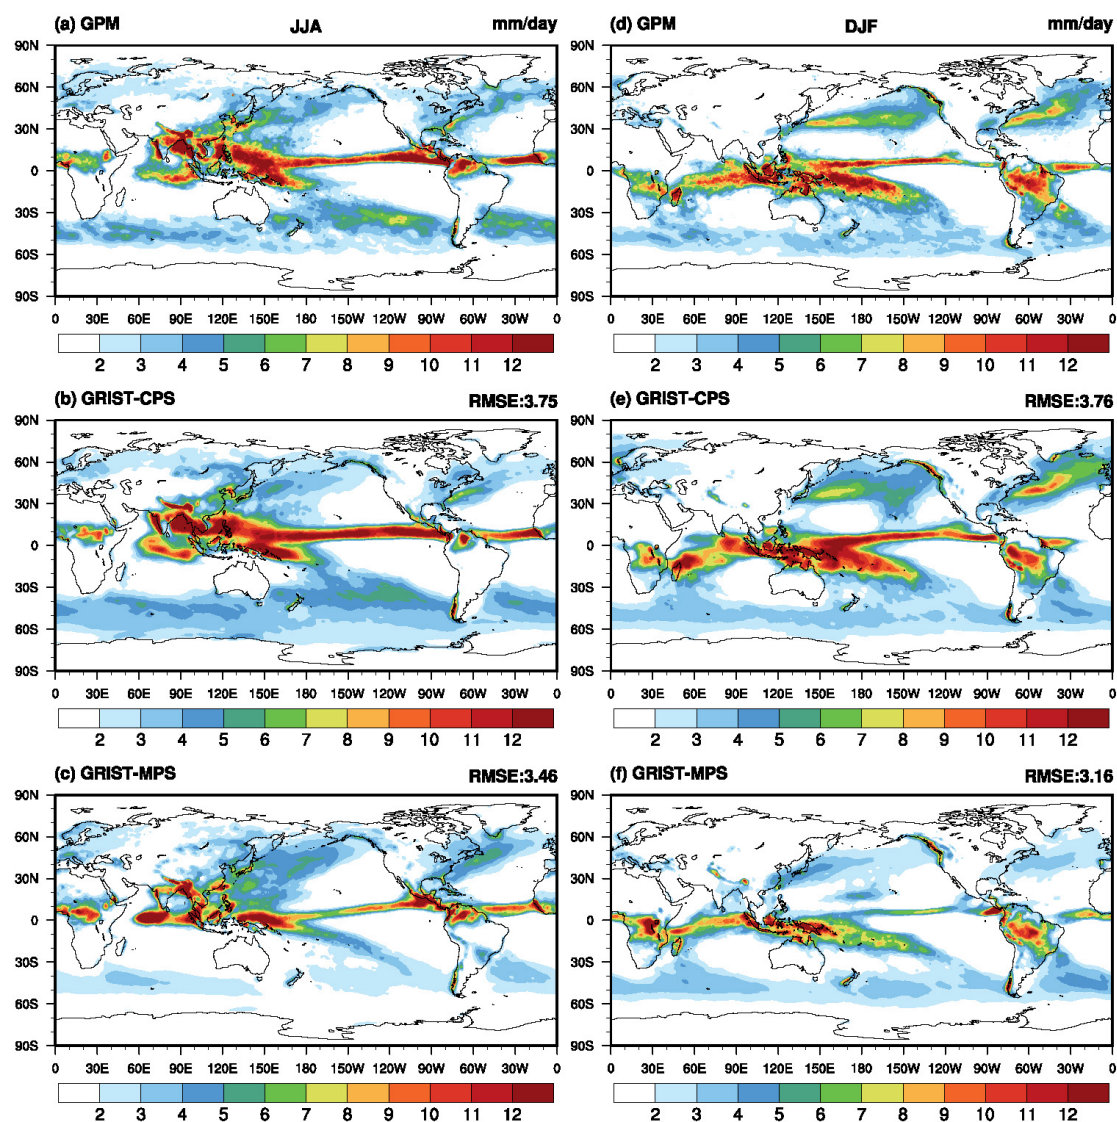 (a) GPM JJA mm/day
90N
60N
30N
0
30S
60S
90S
0 30E 60E 90E 120E 150E 180 150W 120W 90W 60W 30W 0
2 3 4 5 6 7 8 9 10 11 12
(d) GPM DJF mm/day
90N
60N
30N
0
30S
60S
90S
0 30E 60E 90E 120E 150E 180 150W 120W 90W 60W 30W 0
2 3 4 5 6 7 8 9 10 11 12
(b) GRIST-CPS RMSE:3.75
90N
60N
30N
0
30S
60S
90S
0 30E 60E 90E 120E 150E 180 150W 120W 90W 60W 30W 0
2 3 4 5 6 7 8 9 10 11 12
(e) GRIST-CPS RMSE:3.76
90N
60N
30N
0
30S
60S
90S
0 30E 60E 90E 120E 150E 180 150W 120W 90W 60W 30W 0
2 3 4 5 6 7 8 9 10 11 12
(c) GRIST-MPS RMSE:3.46
90N
60N
30N
0
30S
60S
90S
0 30E 60E 90E 120E 150E 180 150W 120W 90W 60W 30W 0
2 3 4 5 6 7 8 9 10 11 12
(f) GRIST-MPS RMSE:3.16
90N
60N
30N
0
30S
60S
90S
0 30E 60E 90E 120E 150E 180 150W 120W 90W 60W 30W 0
2 3 4 5 6 7 8 9 10 11 12